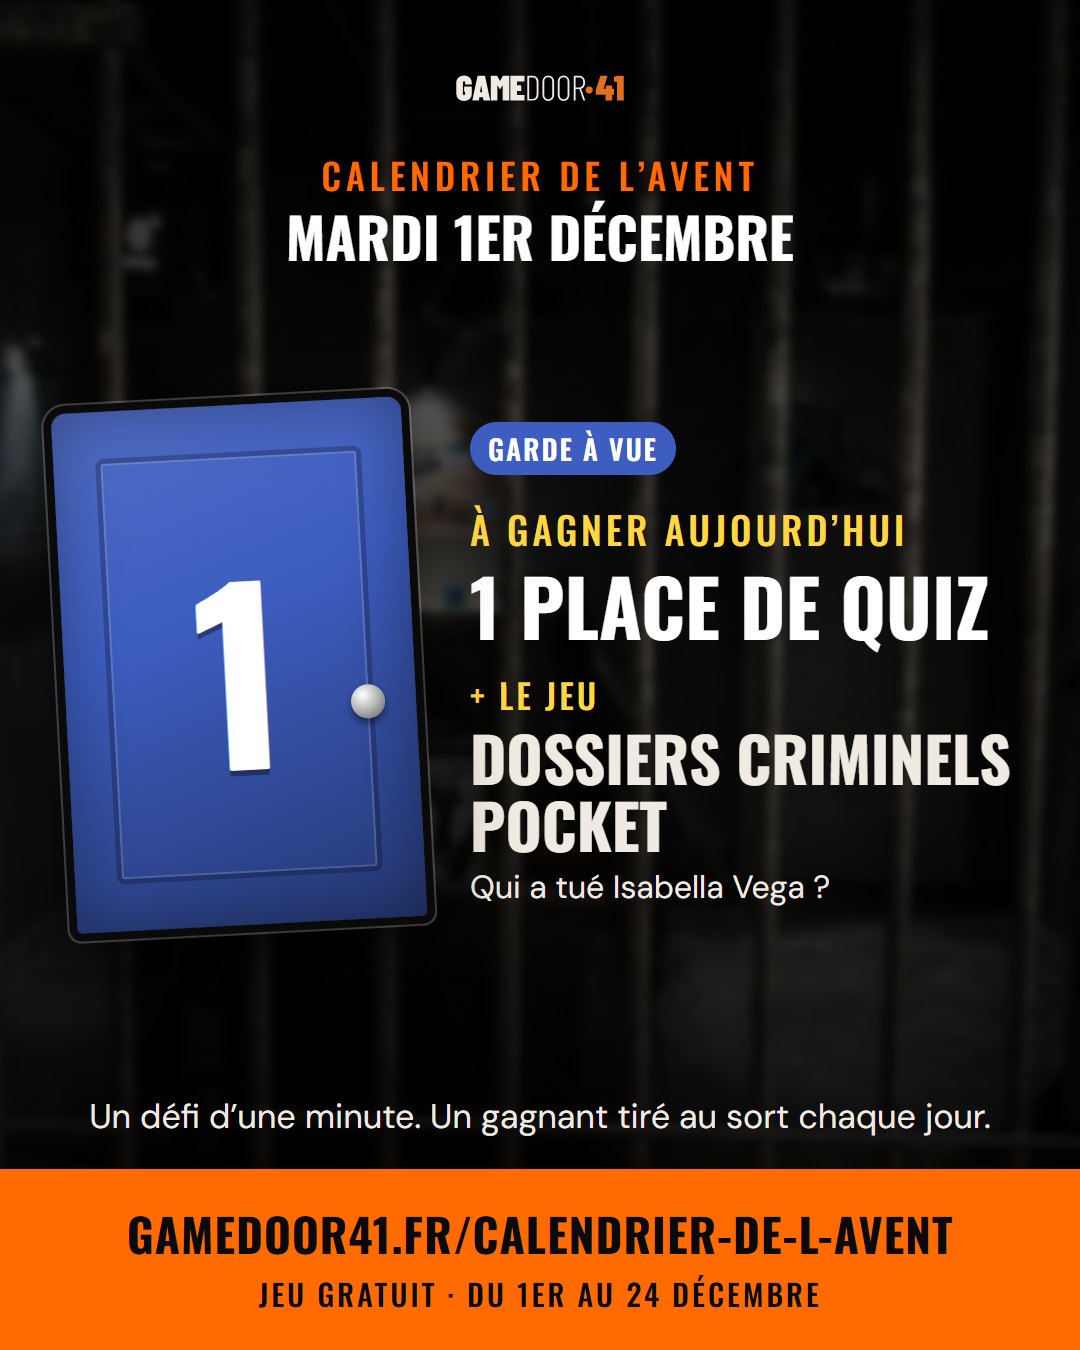 GAMEDOOR·41
CALENDRIER DE L’AVENT
MARDI 1ER DÉCEMBRE
1
GARDE À VUE
À GAGNER AUJOURD’HUI
1 PLACE DE QUIZ
+ LE JEU
DOSSIERS CRIMINELS
POCKET
Qui a tué Isabella Vega ?
Un défi d’une minute. Un gagnant tiré au sort chaque jour.
GAMEDOOR41.FR/CALENDRIER-DE-L-AVENT
JEU GRATUIT · DU 1ER AU 24 DÉCEMBRE